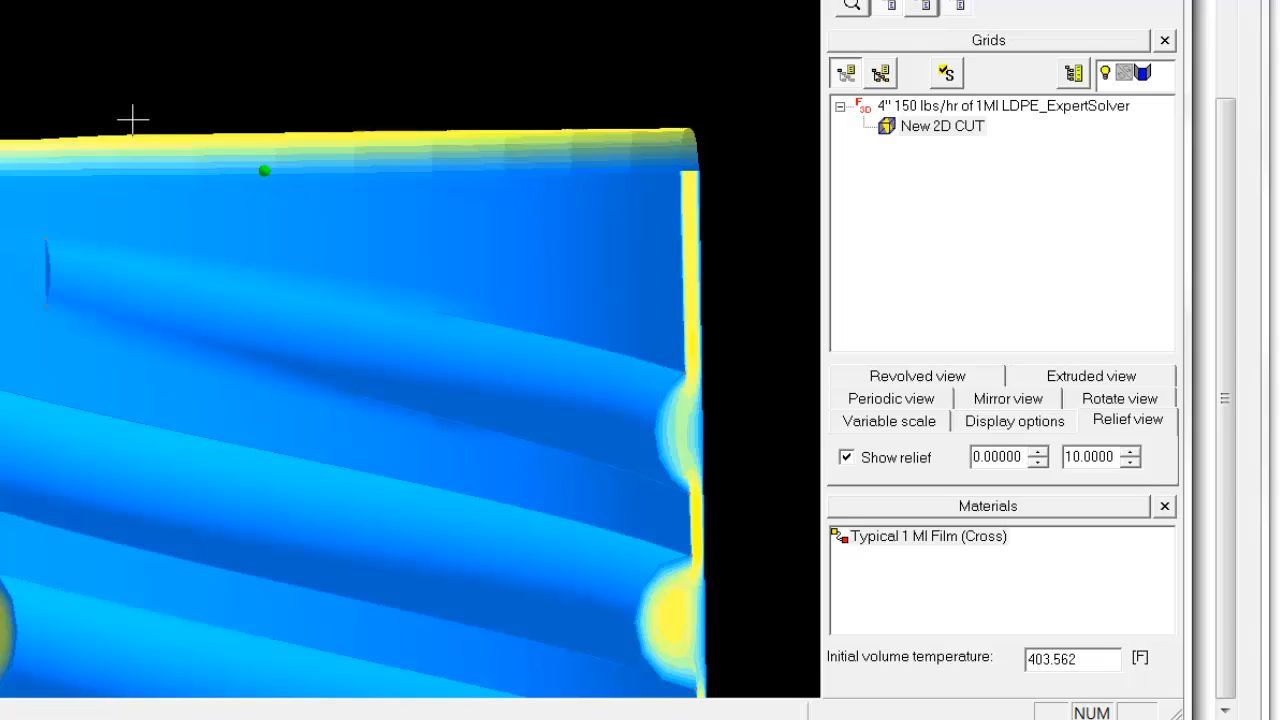 Grids
F 3D 4" 150 lbs/hr of 1MI LDPE_ExpertSolver
New 2D CUT
Revolved view Extruded view
Periodic view Mirror view Rotate view
Variable scale Display options Relief view
Show relief 0.00000 10.0000
Materials
Typical 1 MI Film (Cross)
Initial volume temperature: 403.562 [F]
NUM